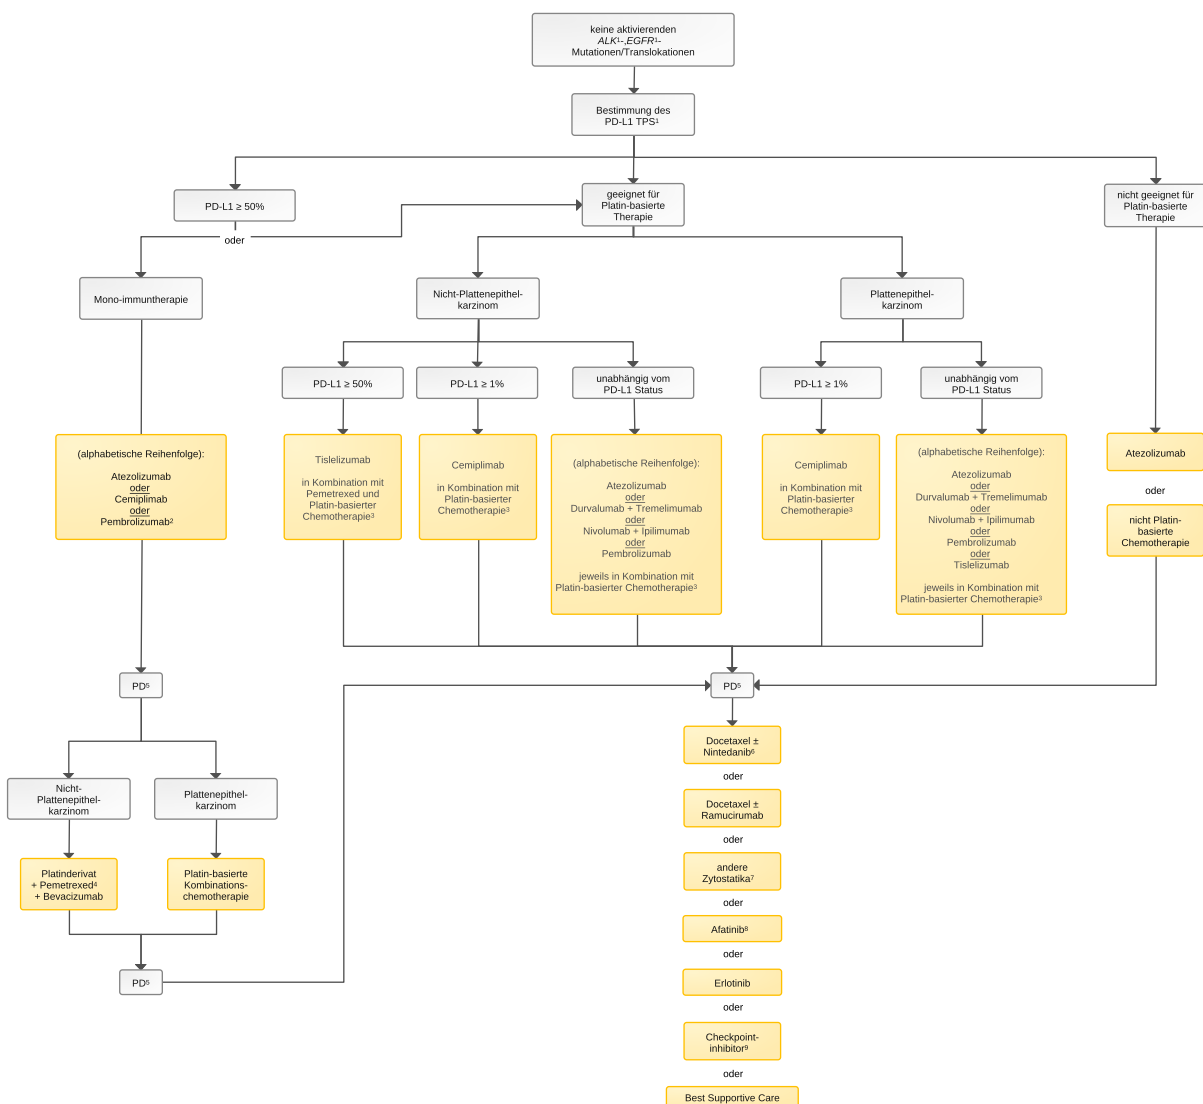 keine aktivierenden
ALK¹-,EGFR¹-
Mutationen/Translokationen
Bestimmung des
PD-L1 TPS¹
PD-L1 ≥ 50%
oder
geeignet für
Platin-basierte
Therapie
nicht geeignet für
Platin-basierte
Therapie
Mono-immuntherapie
Nicht-Plattenepithel-
karzinom
Plattenepithel-
karzinom
PD-L1 ≥ 50%
PD-L1 ≥ 1%
unabhängig vom
PD-L1 Status
PD-L1 ≥ 1%
unabhängig vom
PD-L1 Status
(alphabetische Reihenfolge):
Atezolizumab
oder
Cemiplimab
oder
Pembrolizumab²
Tislelizumab
in Kombination mit
Pemetrexed und
Platin-basierter
Chemotherapie³
Cemiplimab
in Kombination mit
Platin-basierter
Chemotherapie³
(alphabetische Reihenfolge):
Atezolizumab
oder
Durvalumab + Tremelimumab
oder
Nivolumab + Ipilimumab
oder
Pembrolizumab
jeweils in Kombination mit
Platin-basierter Chemotherapie³
Cemiplimab
in Kombination mit
Platin-basierter
Chemotherapie³
(alphabetische Reihenfolge):
Atezolizumab
oder
Durvalumab + Tremelimumab
oder
Nivolumab + Ipilimumab
oder
Pembrolizumab
oder
Tislelizumab
jeweils in Kombination mit
Platin-basierter Chemotherapie³
Atezolizumab
oder
nicht Platin-
basierte
Chemotherapie
PD⁵
Nicht-
Plattenepithel-
karzinom
Plattenepithel-
karzinom
Platinderivat
+ Pemetrexed⁴
+ Bevacizumab
Platin-basierte
Kombinations-
chemotherapie
PD⁵
PD⁵
Docetaxel ±
Nintedanib⁶
oder
Docetaxel ±
Ramucirumab
oder
andere
Zytostatika⁷
oder
Afatinib⁸
oder
Erlotinib
oder
Checkpoint-
inhibitor⁹
oder
Best Supportive Care